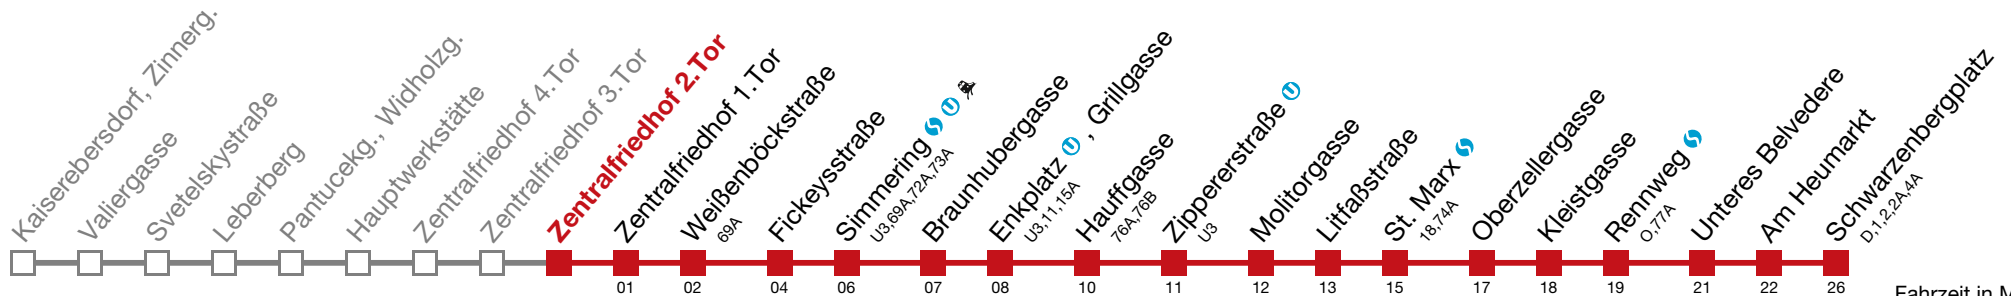 Kaiserebersdorf, Zinnerg.
Valiergasse
Svetelskystraße
Leberberg
Pantucekg., Widholzg.
Hauptwerkstätte
Zentralfriedhof 4.Tor
Zentralfriedhof 3.Tor
Zentralfriedhof 2.Tor
Zentralfriedhof 1.Tor
01
Weißenböckstraße
69A
02
Fickeysstraße
04
Simmering S U
U3,69A,72A,73A
06
Braunhubergasse
07
Enkplatz U , Grillgasse
U3,11,15A
08
Hauffgasse
76A,76B
10
Zippererstraße U
U3
11
Molitorgasse
12
Litfaßstraße
13
St. Marx S
18,74A
15
Oberzellergasse
17
Kleistgasse
18
Rennweg S
O,77A
19
Unteres Belvedere
21
Am Heumarkt
22
Schwarzenbergplatz
D,1,2,2A,4A
26
Fahrzeit in